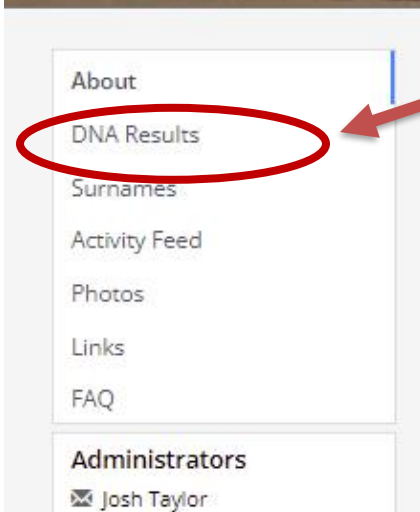 About
DNA Results
Surnames
Activity Feed
Photos
Links
FAQ
Administrators
Josh Taylor